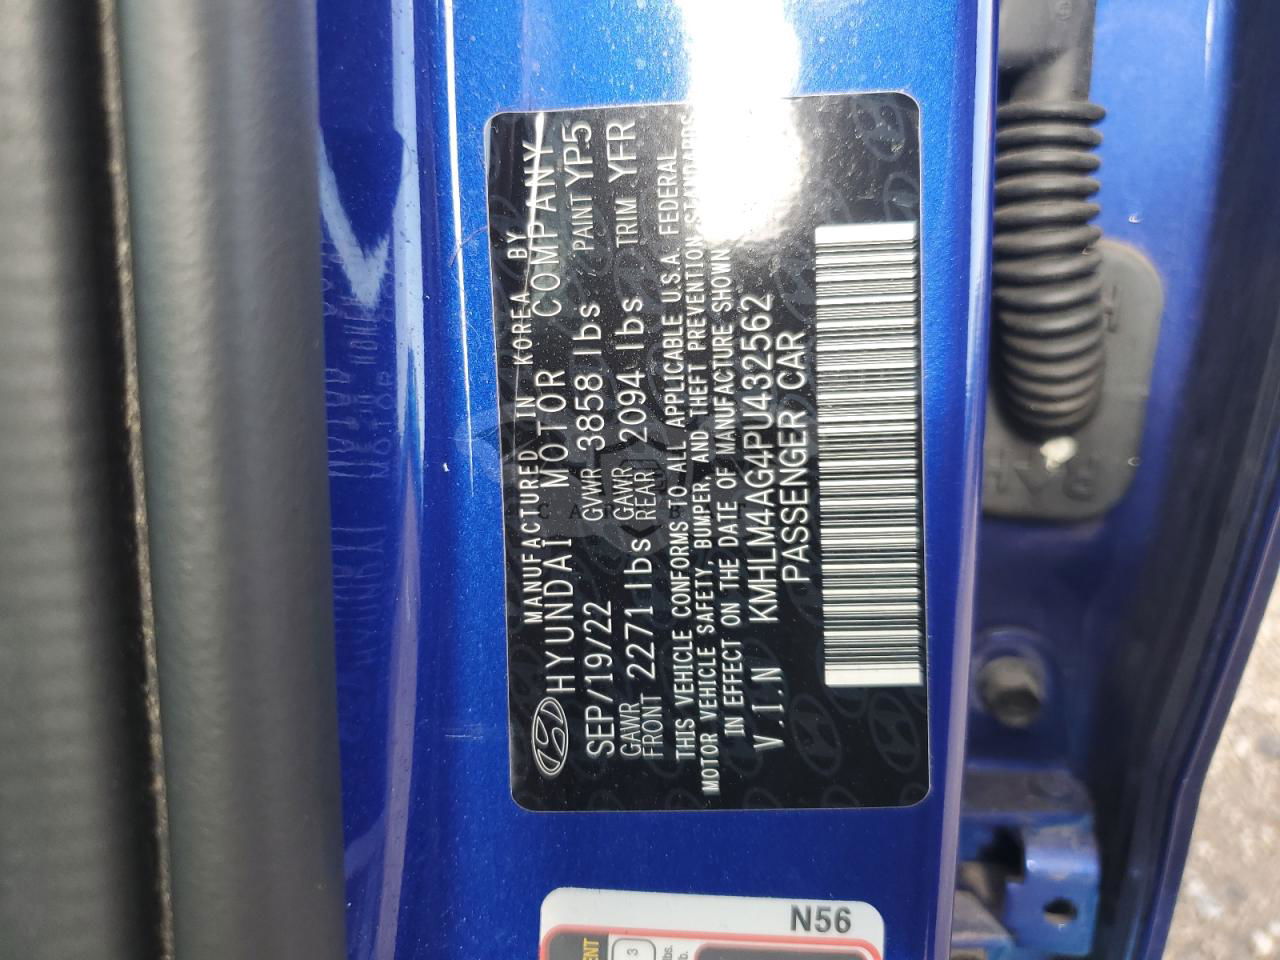 MANUFACTURED IN KOREA BY
HYUNDAI MOTOR COMPANY
SEP/19/22 GVWR 3858 lbs PAINT YP5
GAWR FRONT 2271 lbs GAWR REAR 2094 lbs TRIM YFR
THIS VEHICLE CONFORMS TO ALL APPLICABLE U.S.A. FEDERAL
MOTOR VEHICLE SAFETY, BUMPER, AND THEFT PREVENTION STANDARDS
IN EFFECT ON THE DATE OF MANUFACTURE SHOWN
V.I.N KMHLM4AG4PU432562
PASSENGER CAR
N56
3
lbs.